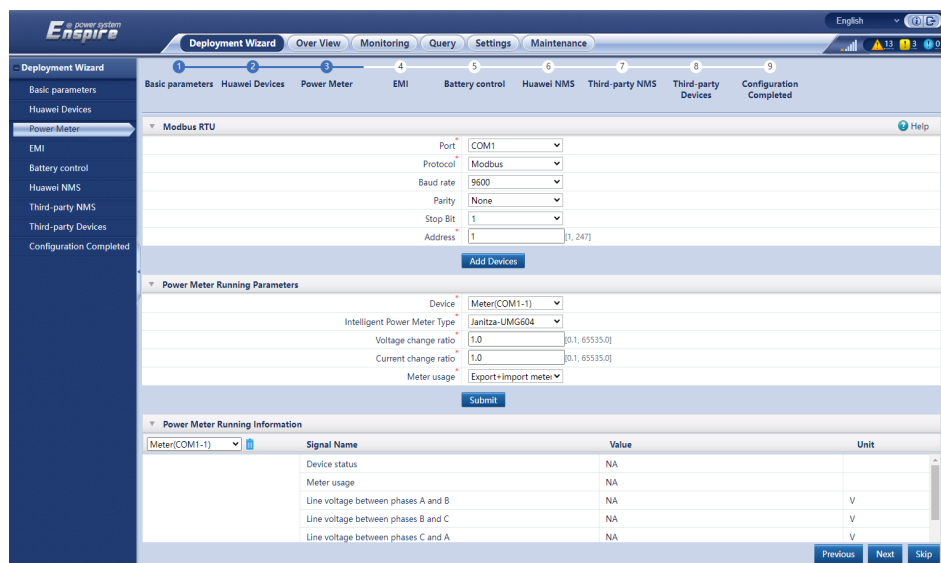 e power system
Enspire
English
Deployment Wizard Over View Monitoring Query Settings Maintenance
13 3 0
Deployment Wizard
Basic parameters
Huawei Devices
Power Meter
EMI
Battery control
Huawei NMS
Third-party NMS
Third-party Devices
Configuration Completed
1 2 3 4 5 6 7 8 9
Basic parameters Huawei Devices Power Meter EMI Battery control Huawei NMS Third-party NMS Third-party Devices Configuration Completed
Modbus RTU Help
Port * COM1
Protocol * Modbus
Baud rate 9600
Parity None
Stop Bit 1
Address * 1 [1, 247]
Add Devices
Power Meter Running Parameters
Device * Meter(COM1-1)
Intelligent Power Meter Type * Janitza-UMG604
Voltage change ratio * 1.0 [0.1, 65535.0]
Current change ratio * 1.0 [0.1, 65535.0]
Meter usage * Export+import meter
Submit
Power Meter Running Information
Meter(COM1-1) Signal Name Value Unit
Device status NA
Meter usage NA
Line voltage between phases A and B NA V
Line voltage between phases B and C NA V
Line voltage between phases C and A NA V
Previous Next Skip